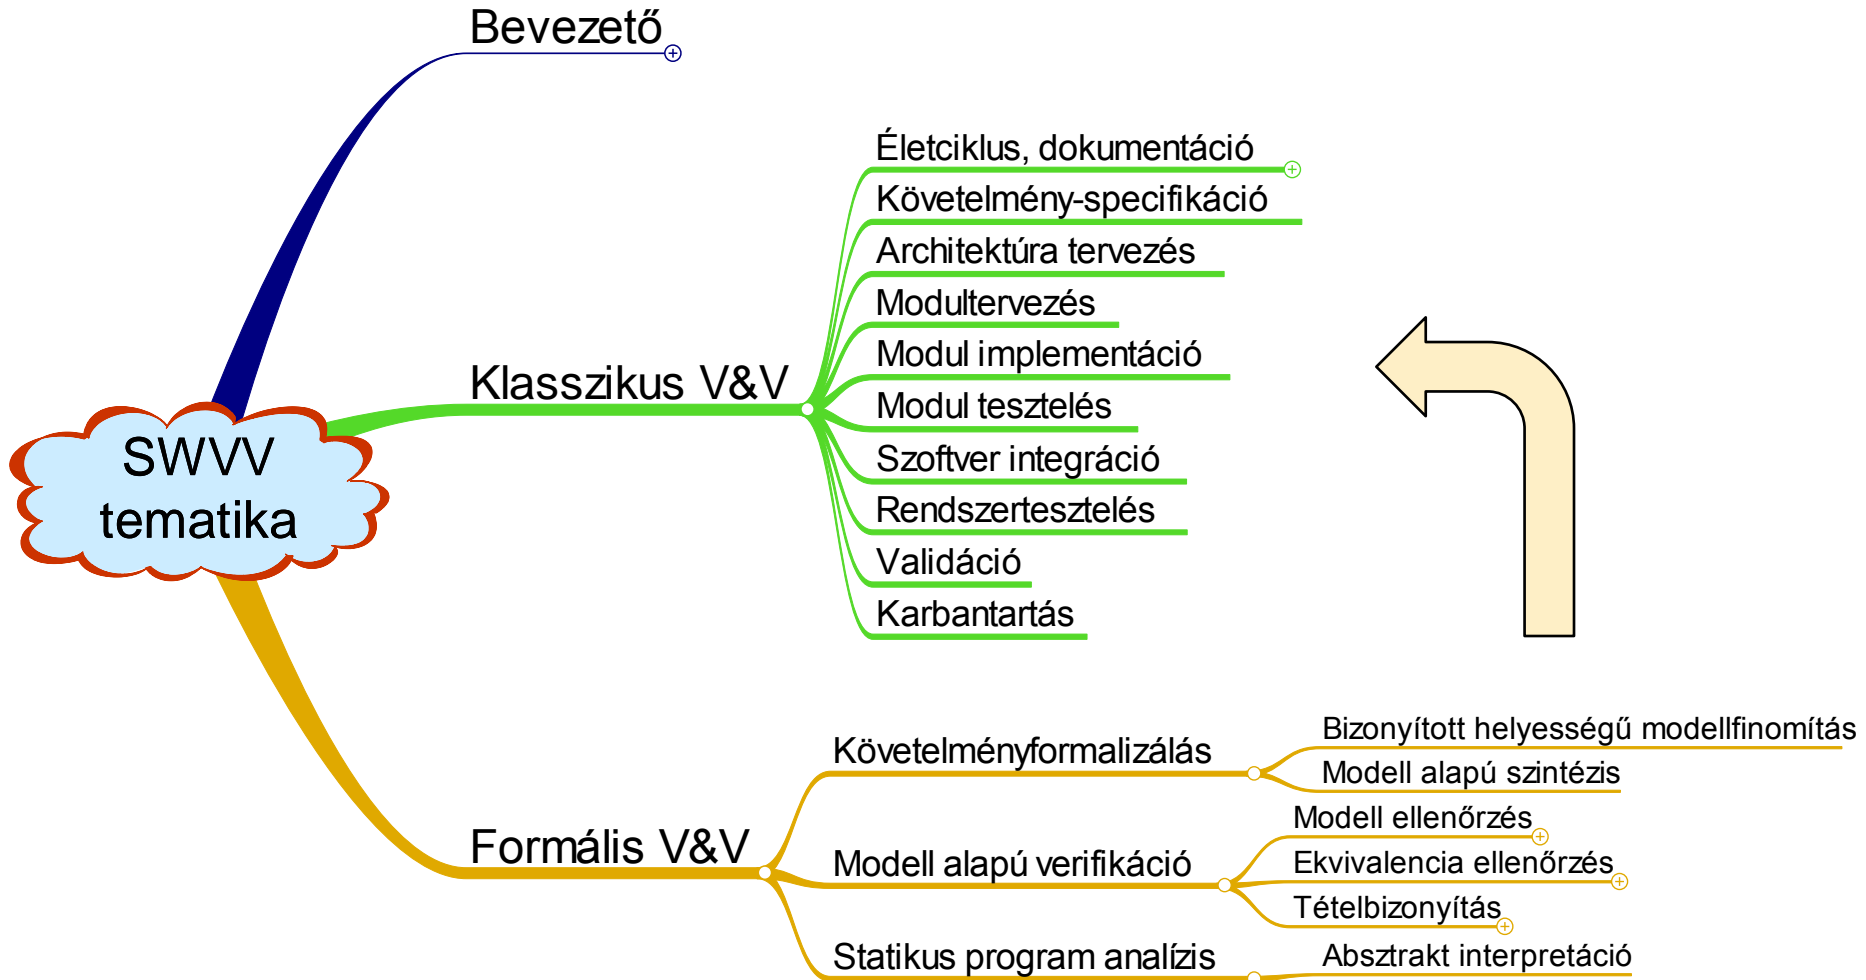 Bevezető
Életciklus, dokumentáció
Követelmény-specifikáció
Architektúra tervezés
Modultervezés
Modul implementáció
Klasszikus V&V
Modul tesztelés
SWVV
tematika
Szoftver integráció
Rendszertesztelés
Validáció
Karbantartás
Követelményformalizálás
Bizonyított helyességű modellfinomítás
Modell alapú szintézis
Formális V&V
Modell alapú verifikáció
Modell ellenőrzés
Ekvivalencia ellenőrzés
Tételbizonyítás
Statikus program analízis
Absztrakt interpretáció